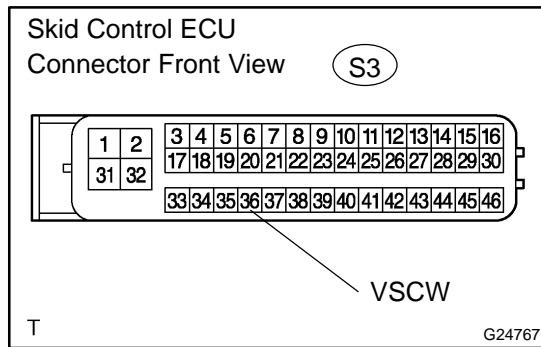 Skid Control ECU
Connector Front View S3
1 2 3 4 5 6 7 8 9 10 11 12 13 14 15 16
17 18 19 20 21 22 23 24 25 26 27 28 29 30
31 32
33 34 35 36 37 38 39 40 41 42 43 44 45 46
VSCW
T G24767